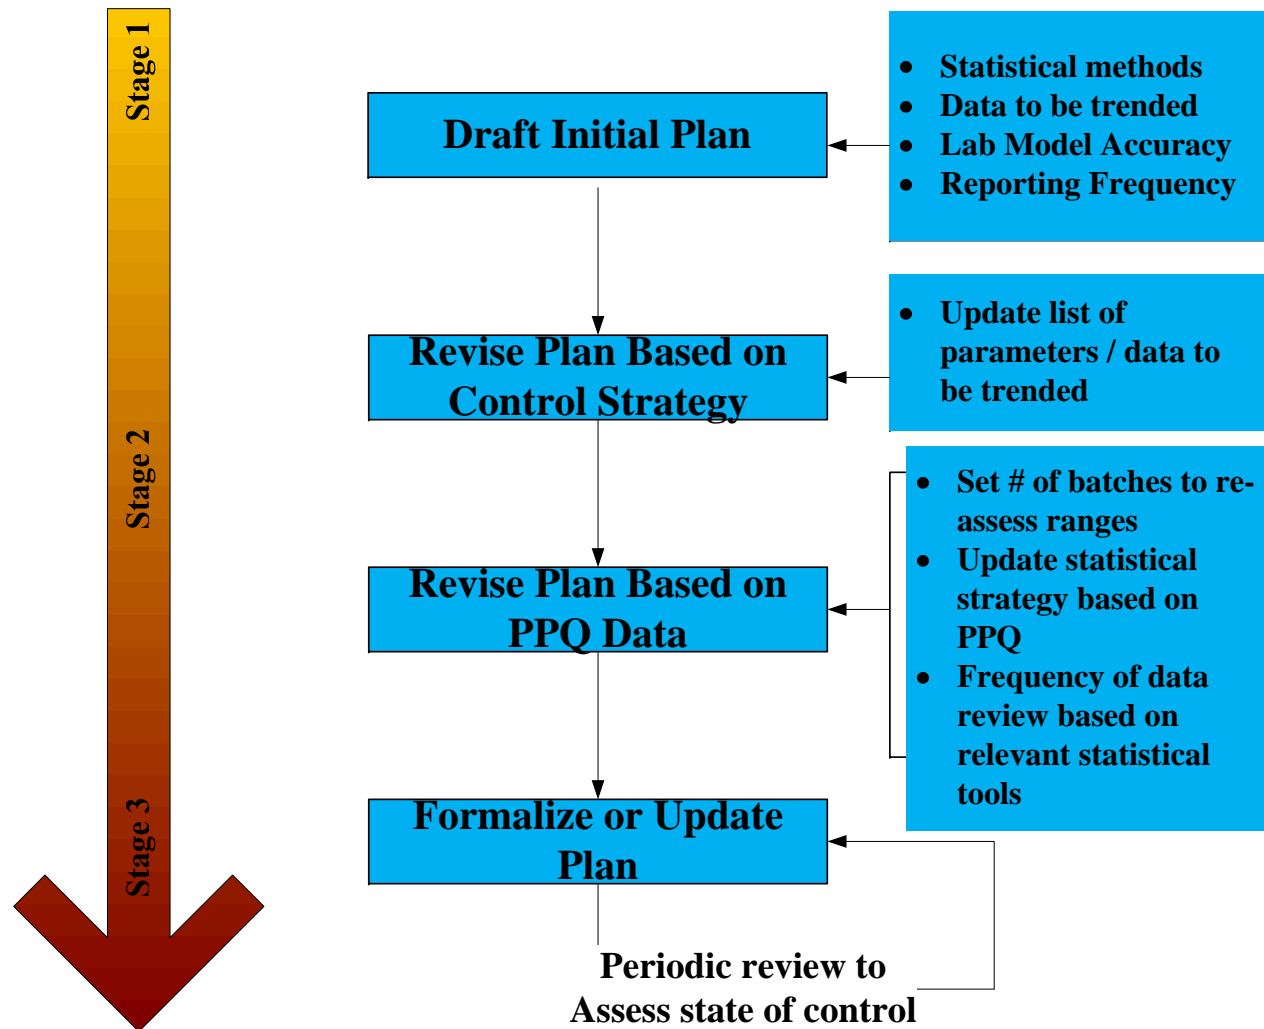 Stage 1
Draft Initial Plan
• Statistical methods
• Data to be trended
• Lab Model Accuracy
• Reporting Frequency
Stage 2
Revise Plan Based on
Control Strategy
• Update list of
parameters / data to
be trended
Revise Plan Based on
PPQ Data
• Set # of batches to re-
assess ranges
• Update statistical
strategy based on
PPQ
• Frequency of data
review based on
relevant statistical
tools
Stage 3
Formalize or Update
Plan
Periodic review to
Assess state of control